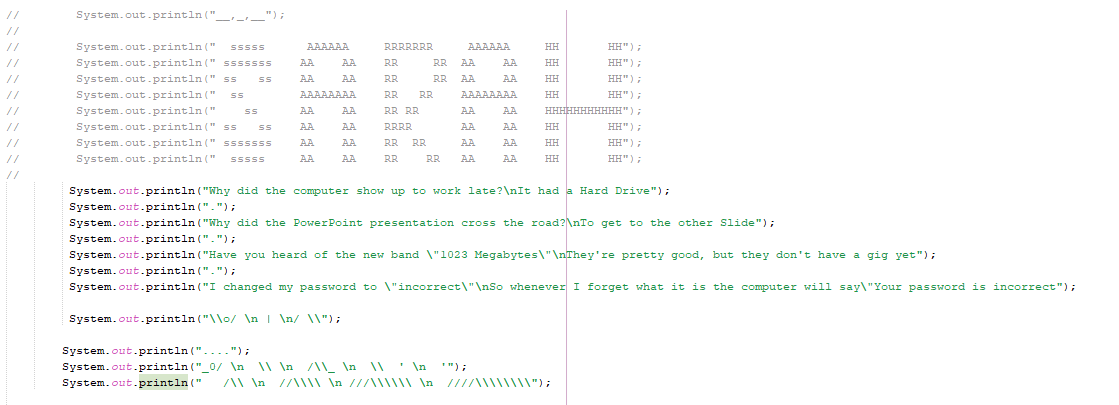 //        System.out.println("__,_,__");
//
//        System.out.println("  sssss      AAAAAA     RRRRRRR     AAAAAA     HH       HH");
//        System.out.println(" sssssss    AA    AA    RR     RR  AA    AA    HH       HH");
//        System.out.println(" ss   ss    AA    AA    RR     RR  AA    AA    HH       HH");
//        System.out.println("  ss        AAAAAAAA    RR   RR    AAAAAAAA    HH       HH");
//        System.out.println("    ss      AA    AA    RR RR      AA    AA    HHHHHHHHHHH");
//        System.out.println(" ss   ss    AA    AA    RRRR       AA    AA    HH       HH");
//        System.out.println(" sssssss    AA    AA    RR  RR     AA    AA    HH       HH");
//        System.out.println("  sssss     AA    AA    RR    RR   AA    AA    HH       HH");
//
System.out.println("Why did the computer show up to work late?\nIt had a Hard Drive");
System.out.println(".");
System.out.println("Why did the PowerPoint presentation cross the road?\nTo get to the other Slide");
System.out.println(".");
System.out.println("Have you heard of the new band \"1023 Megabytes\"\nThey're pretty good, but they don't have a gig yet");
System.out.println(".");
System.out.println("I changed my password to \"incorrect\"\nSo whenever I forget what it is the computer will say\"Your password is incorrect");
System.out.println("\\o/ \n | \n/ \\");
System.out.println("....");
System.out.println("_0/ \n  \\ \n  /\\_ \n  \\  ' \n  '");
System.out.println("   /\\ \n  //\\\\ \n ///\\\\\\ \n  ////\\\\\\\\");